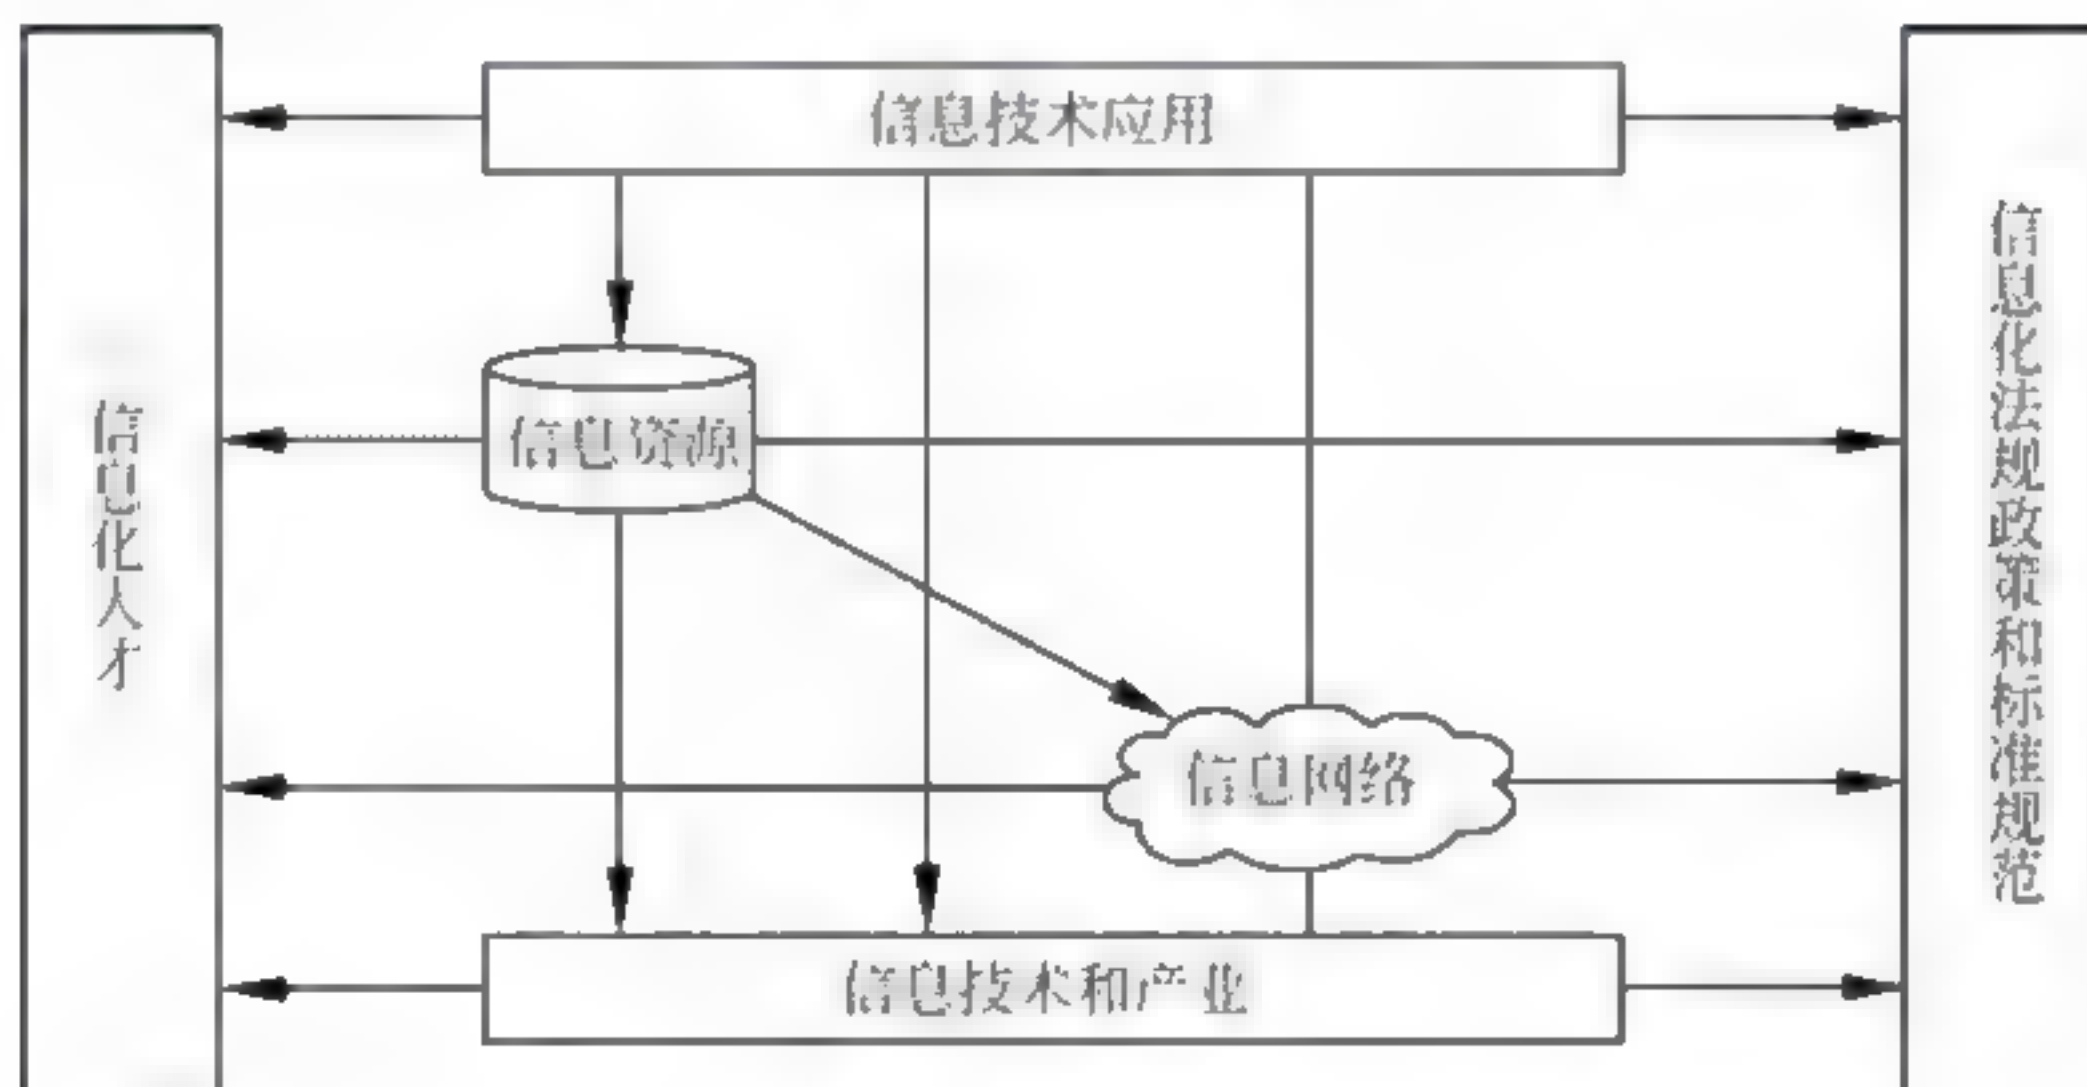 信息技术应用
信息资源
信息化人才
信息网络
信息技术和产业
信息化法规政策和标准规范